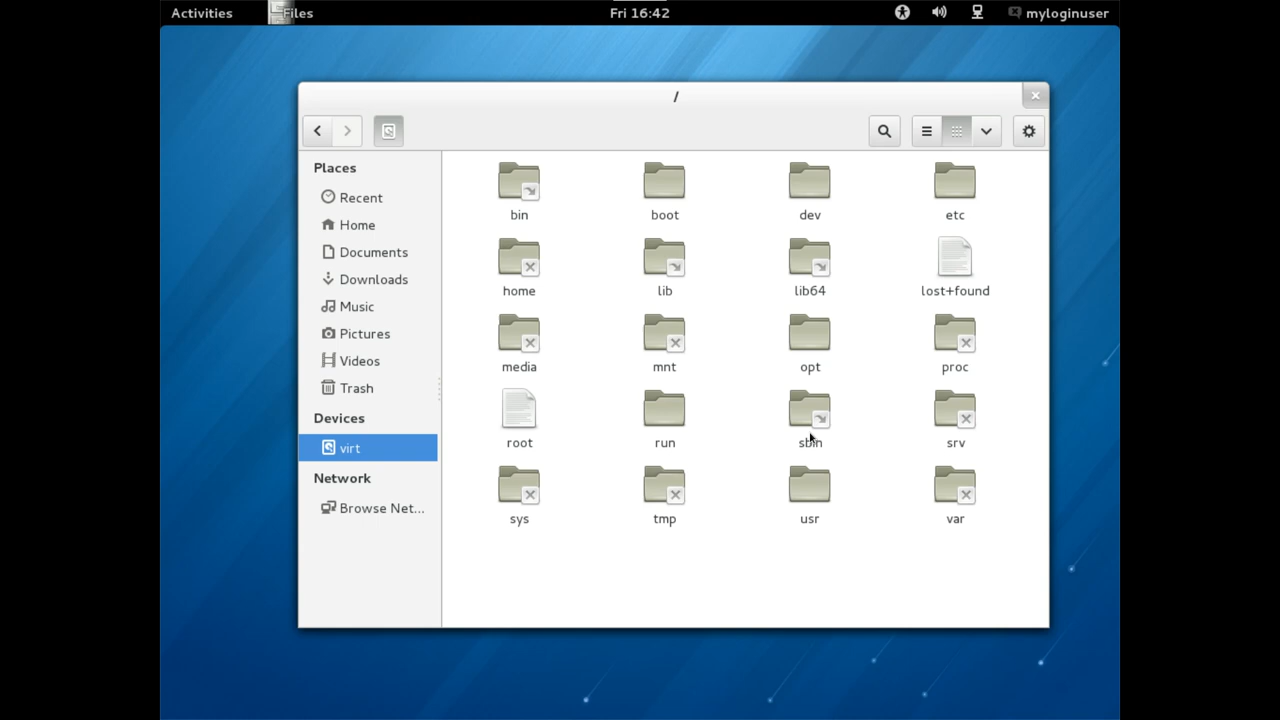 Activities Files Fri 16:42 myloginuser
/
Places
Recent
Home
Documents
Downloads
Music
Pictures
Videos
Trash
Devices
virt
Network
Browse Net...
bin boot dev etc
home lib lib64 lost+found
media mnt opt proc
root run sbin srv
sys tmp usr var